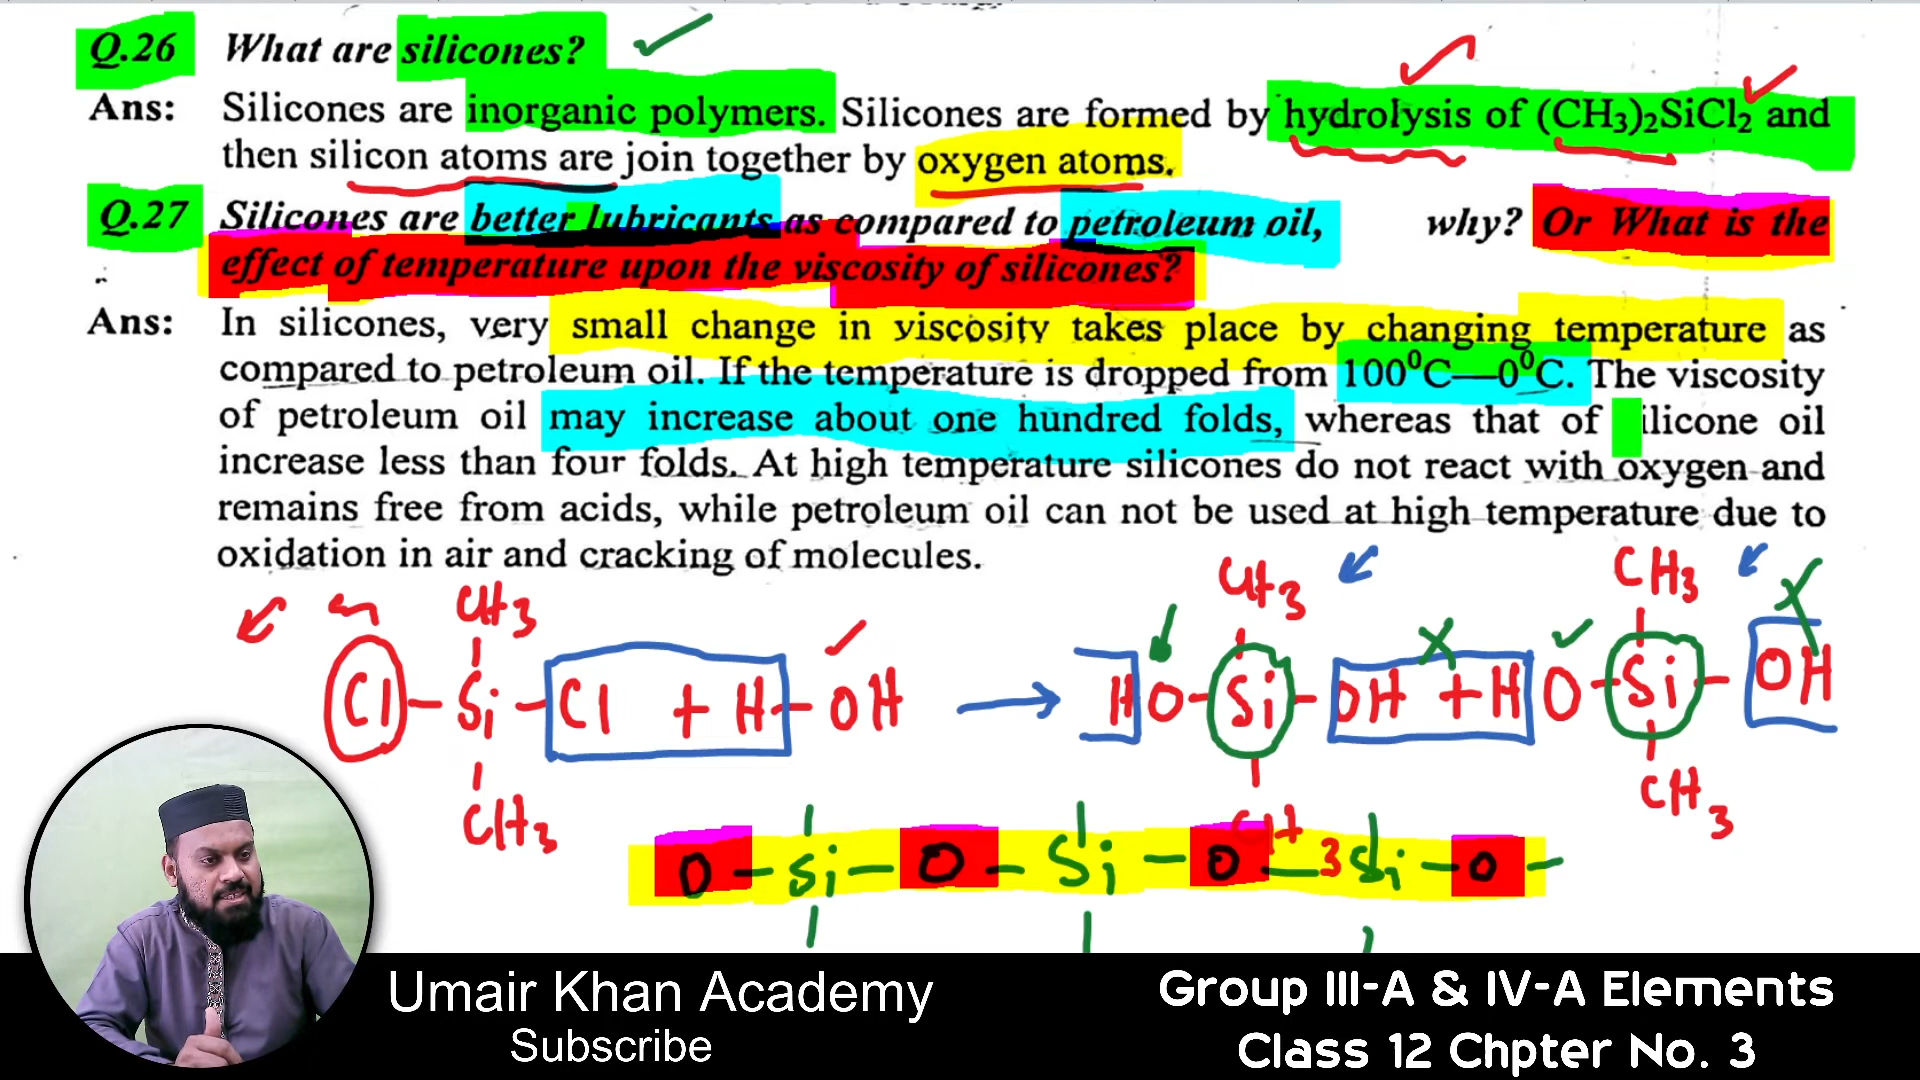 Q.26 What are silicones?
Ans: Silicones are inorganic polymers. Silicones are formed by hydrolysis of (CH₃)₂SiCl₂ and
then silicon atoms are join together by oxygen atoms.
Q.27 Silicones are better lubricants as compared to petroleum oil, why? Or What is the
effect of temperature upon the viscosity of silicones?
Ans: In silicones, very small change in viscosity takes place by changing temperature as
compared to petroleum oil. If the temperature is dropped from 100⁰C—0⁰C. The viscosity
of petroleum oil may increase about one hundred folds, whereas that of ilicone oil
increase less than four folds. At high temperature silicones do not react with oxygen and
remains free from acids, while petroleum oil can not be used at high temperature due to
oxidation in air and cracking of molecules.
CH3 CH3 CH3
Cl – Si – Cl + H – OH → HO – Si – OH + H O – Si – OH
CH3 CH3 CH3
O – Si – O – Si – O – Si – O –
Umair Khan Academy
Subscribe
Group III-A & IV-A Elements
Class 12 Chpter No. 3